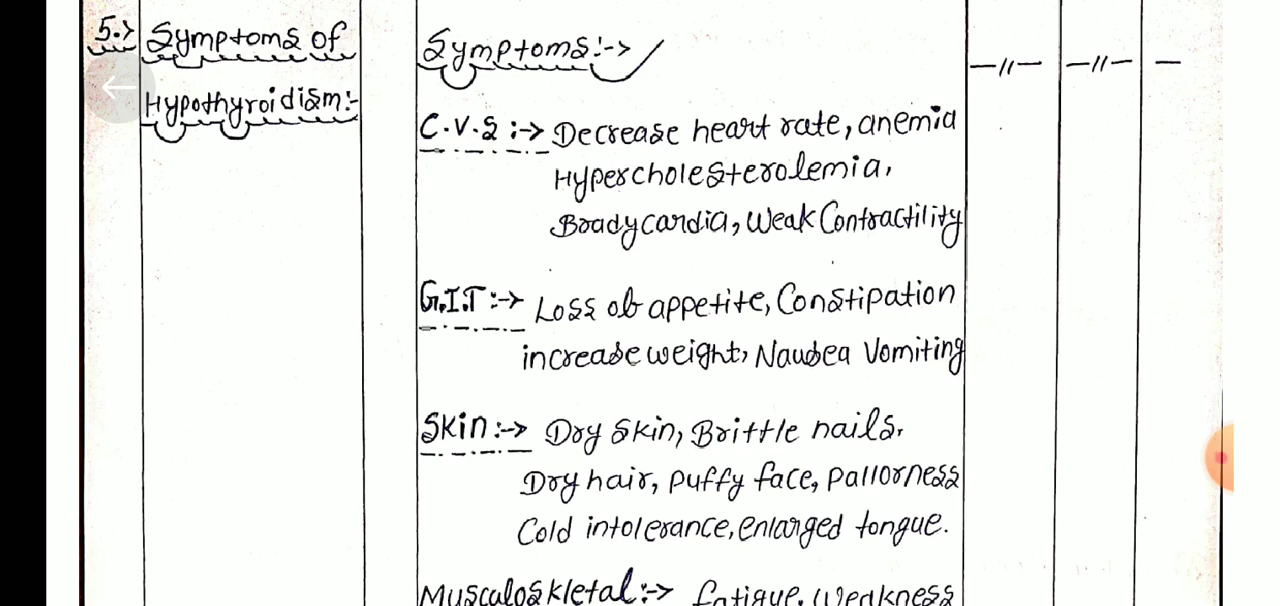 5.> Symptoms of
Hypothyroidism:-
Symptoms:->
—11— —11— —
C.V.S :-> Decrease heart rate, anemia
Hypercholesterolemia,
Bradycardia, Weak Contractility
G.I.T :-> Loss of appetite, Constipation
increase weight, Nausea Vomiting
Skin :-> Dry skin, Brittle nails,
Dry hair, puffy face, pallorness
Cold intolerance, enlarged tongue.
Musculoskletal:-> fatigue, Weakness